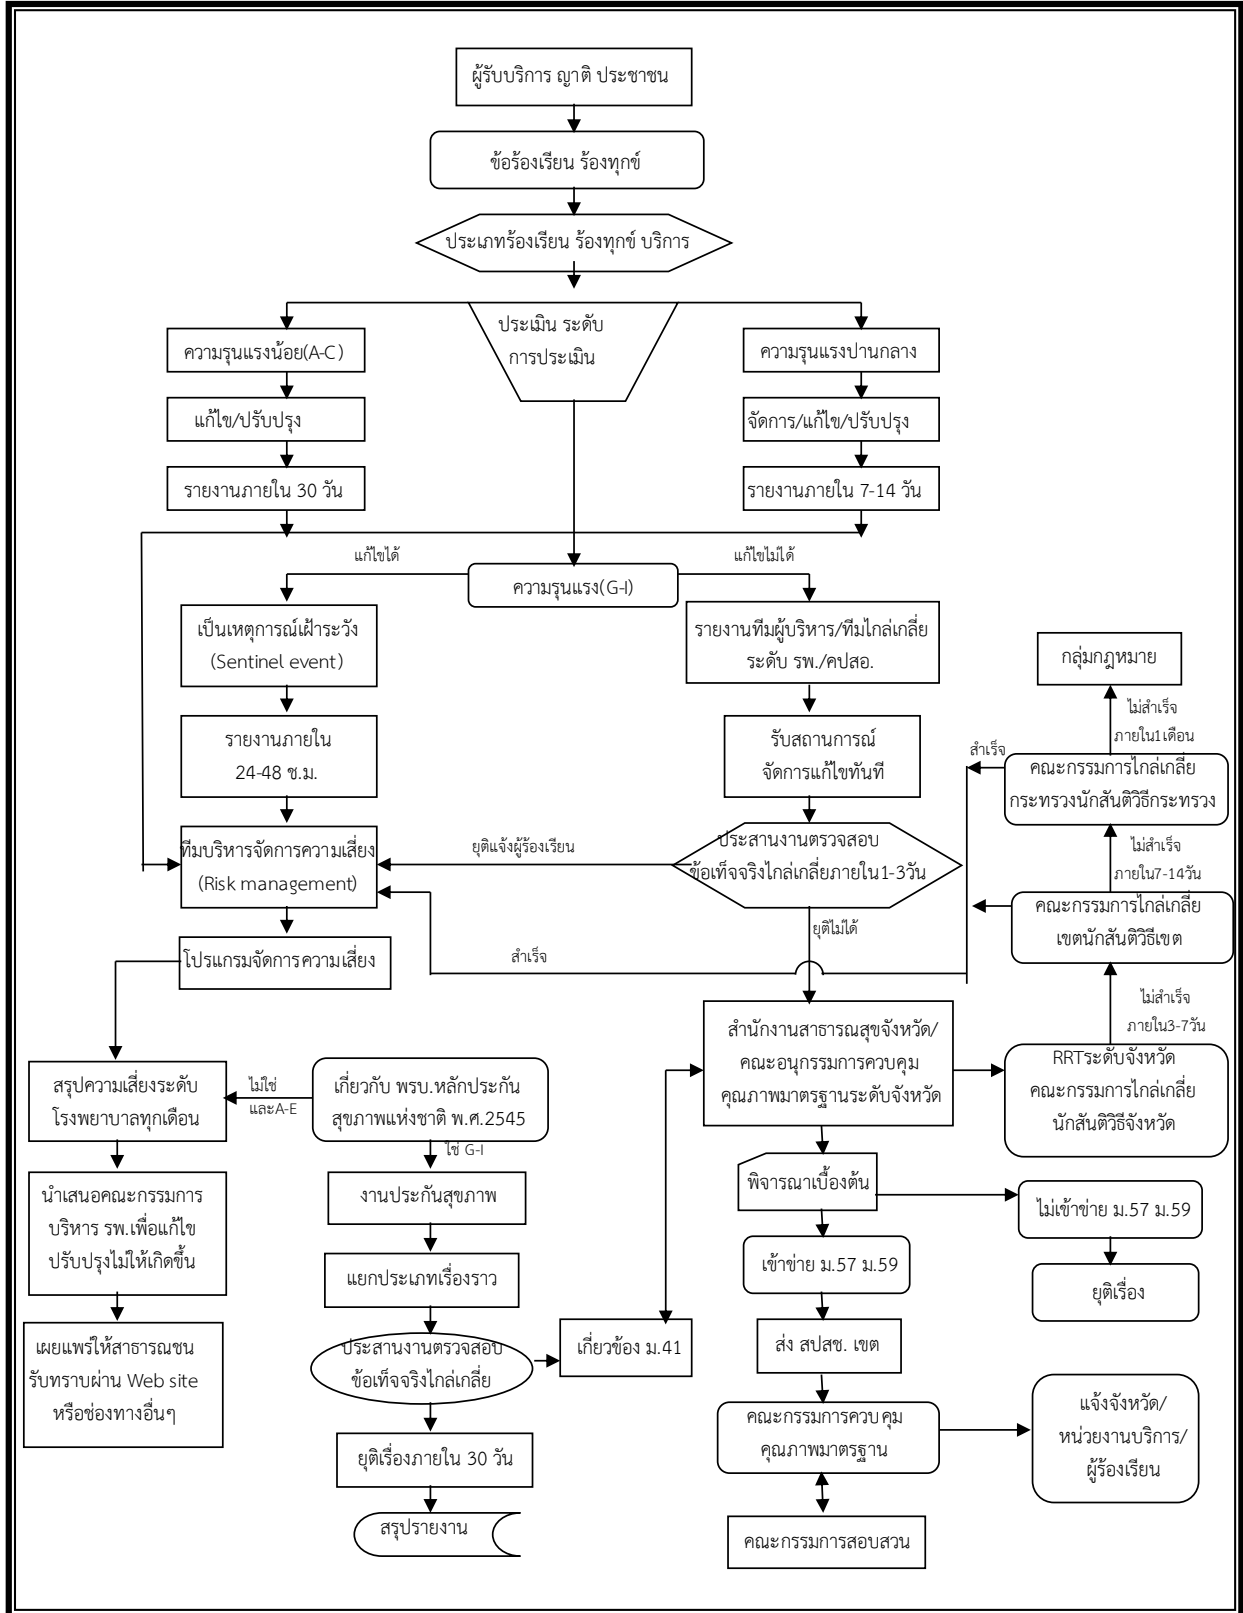 ผู้รับบริการ ญาติ ประชาชน
ข้อร้องเรียน ร้องทุกข์
ประเภทร้องเรียน ร้องทุกข์ บริการ
ประเมิน ระดับ
การประเมิน
ความรุนแรงน้อย(A-C)
ความรุนแรงปานกลาง
แก้ไข/ปรับปรุง
จัดการ/แก้ไข/ปรับปรุง
รายงานภายใน 30 วัน
รายงานภายใน 7-14 วัน
แก้ไขได้
แก้ไขไม่ได้
ความรุนแรง(G-I)
เป็นเหตุการณ์เฝ้าระวัง
(Sentinel event)
รายงานทีมผู้บริหาร/ทีมไกล่เกลี่ย
ระดับ รพ./คปสอ.
กลุ่มกฎหมาย
ไม่สำเร็จ
ภายใน1เดือน
รายงานภายใน
24-48 ช.ม.
รับสถานการณ์
จัดการแก้ไขทันที
สำเร็จ
คณะกรรมการไกล่เกลี่ย
กระทรวงนักสันติวิธีกระทรวง
ทีมบริหารจัดการความเสี่ยง
(Risk management)
ยุติแจ้งผู้ร้องเรียน
ประสานงานตรวจสอบ
ข้อเท็จจริงไกล่เกลี่ยภายใน1-3วัน
ไม่สำเร็จ
ภายใน7-14วัน
คณะกรรมการไกล่เกลี่ย
เขตนักสันติวิธีเขต
ยุติไม่ได้
โปรแกรมจัดการความเสี่ยง
สำเร็จ
ไม่สำเร็จ
ภายใน3-7วัน
สำนักงานสาธารณสุขจังหวัด/
คณะอนุกรรมการควบคุม
คุณภาพมาตรฐานระดับจังหวัด
RRTระดับจังหวัด
คณะกรรมการไกล่เกลี่ย
นักสันติวิธีจังหวัด
สรุปความเสี่ยงระดับ
โรงพยาบาลทุกเดือน
ไม่ใช่
และA-E
เกี่ยวกับ พรบ.หลักประกัน
สุขภาพแห่งชาติ พ.ศ.2545
ใช่ G-I
นำเสนอคณะกรรมการ
บริหาร รพ.เพื่อแก้ไข
ปรับปรุงไม่ให้เกิดขึ้น
งานประกันสุขภาพ
พิจารณาเบื้องต้น
ไม่เข้าข่าย ม.57 ม.59
แยกประเภทเรื่องราว
เข้าข่าย ม.57 ม.59
ยุติเรื่อง
เผยแพร่ให้สาธารณชน
รับทราบผ่าน Web site
หรือช่องทางอื่นๆ
ประสานงานตรวจสอบ
ข้อเท็จจริงไกล่เกลี่ย
เกี่ยวข้อง ม.41
ส่ง สปสช. เขต
คณะกรรมการควบคุม
คุณภาพมาตรฐาน
แจ้งจังหวัด/
หน่วยงานบริการ/
ผู้ร้องเรียน
ยุติเรื่องภายใน 30 วัน
สรุปรายงาน
คณะกรรมการสอบสวน